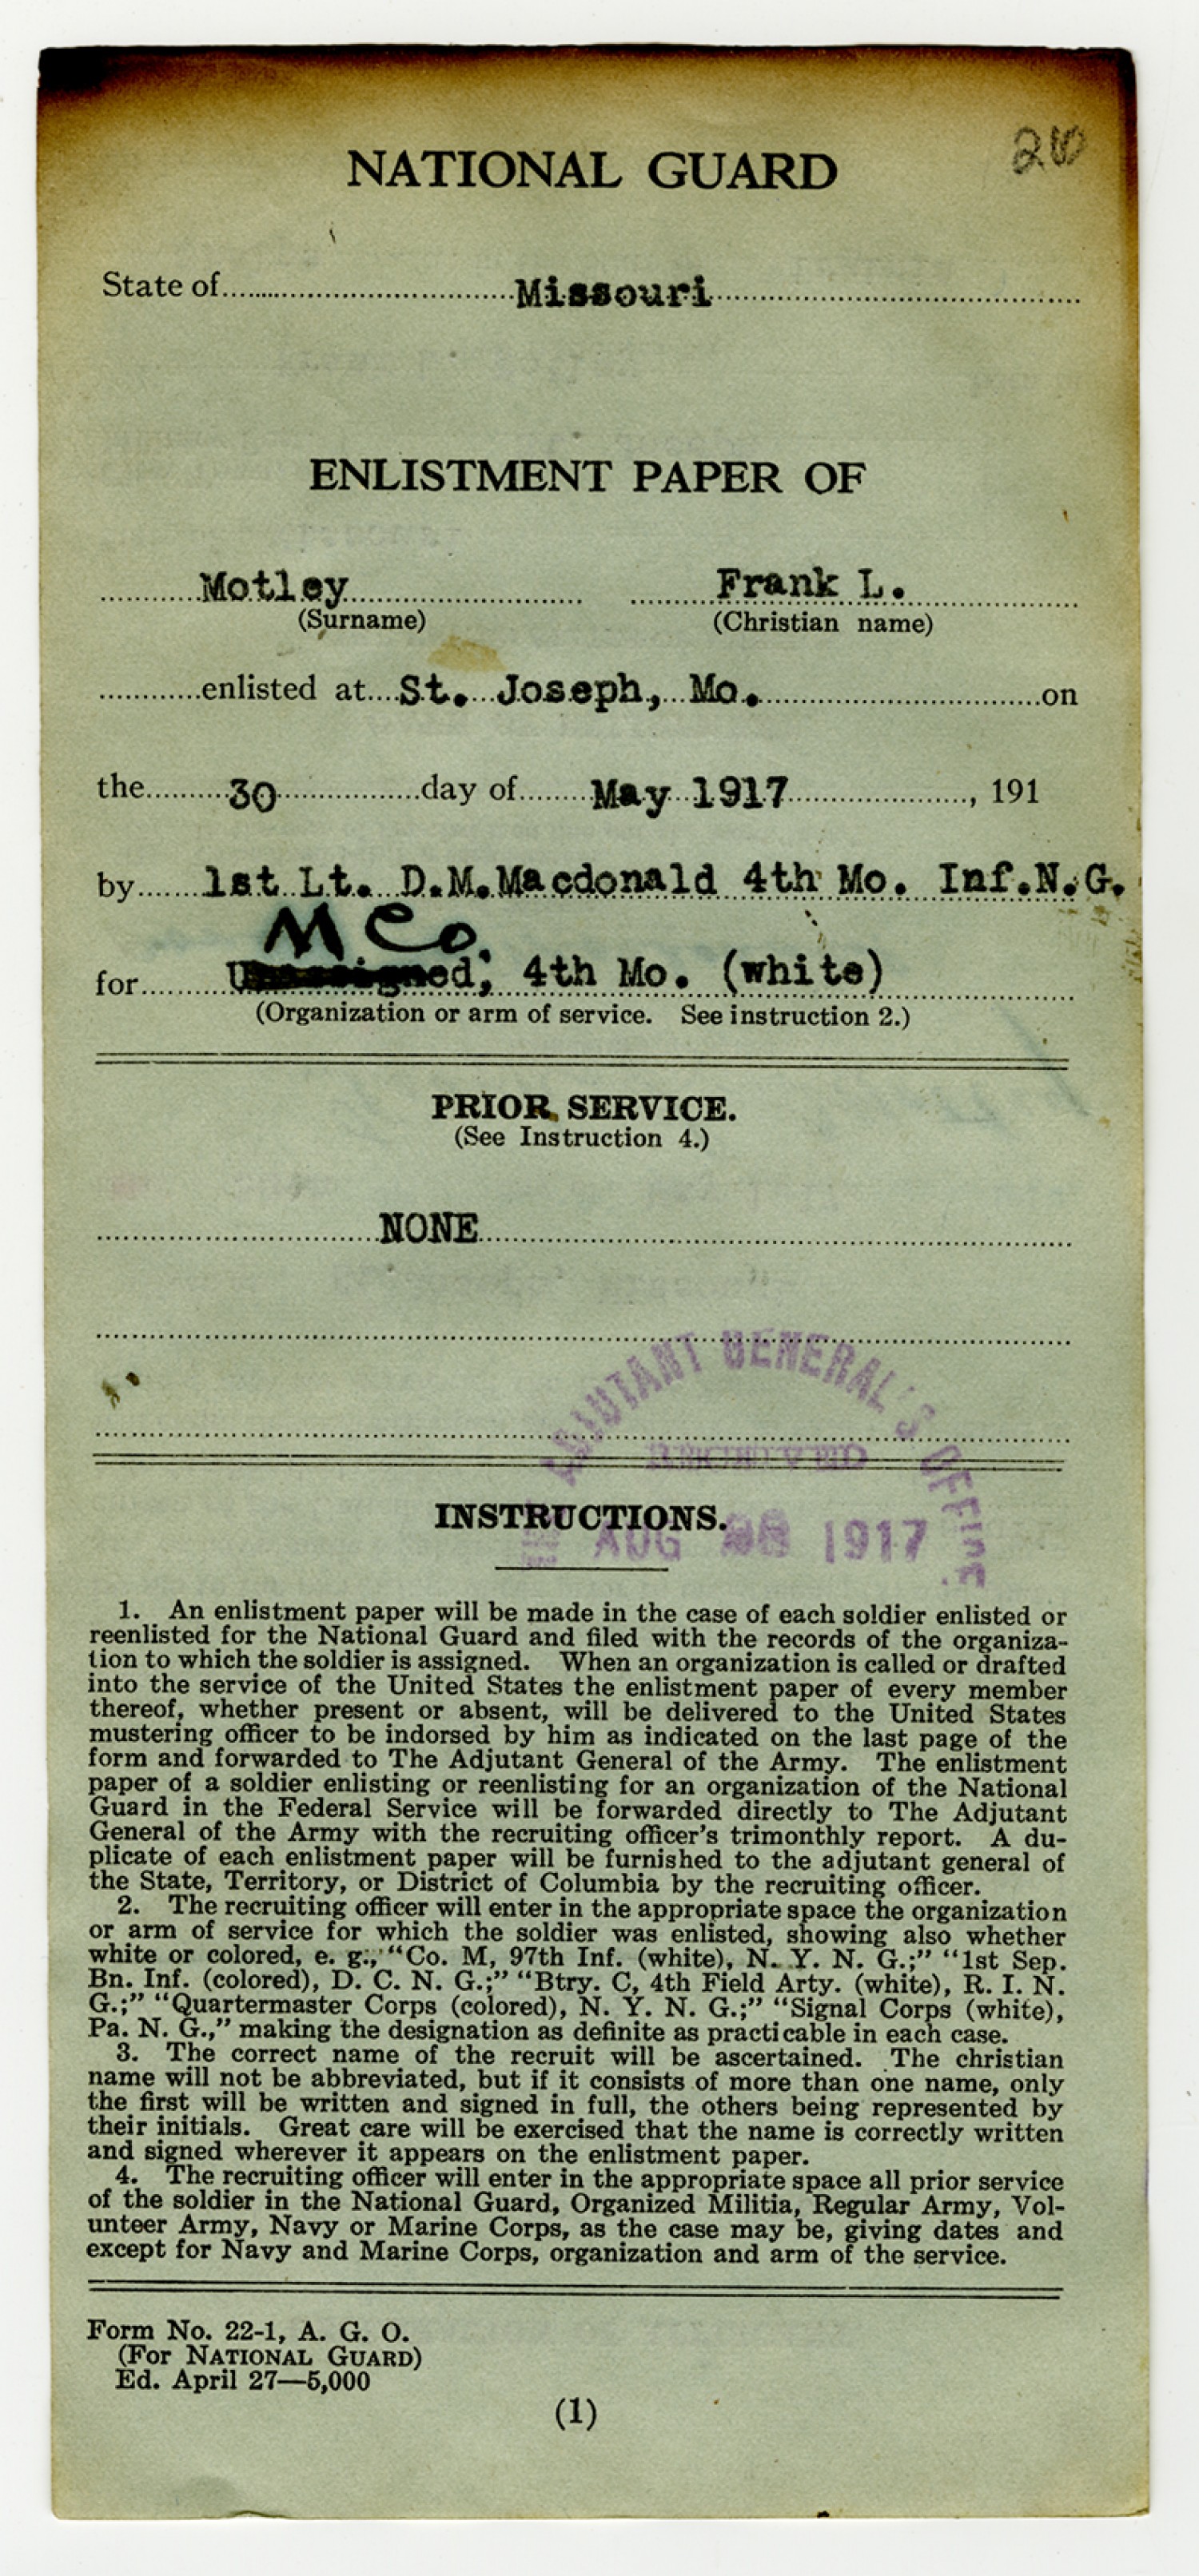 NATIONAL GUARD
State of Missouri
ENLISTMENT PAPER OF
Motley Frank L.
(Surname) (Christian name)
enlisted at St. Joseph, Mo. on
the 30 day of May 1917, 191
by 1st Lt. D.M.Macdonald 4th Mo. Inf.N.G.
M Co.
for Unassigned, 4th Mo. (white)
(Organization or arm of service. See instruction 2.)
PRIOR SERVICE.
(See Instruction 4.)
NONE
THE ADJUTANT GENERAL'S OFFICE.
RECEIVED
INSTRUCTIONS.
AUG 1917
1. An enlistment paper will be made in the case of each soldier enlisted or
reenlisted for the National Guard and filed with the records of the organiza-
tion to which the soldier is assigned. When an organization is called or drafted
into the service of the United States the enlistment paper of every member
thereof, whether present or absent, will be delivered to the United States
mustering officer to be indorsed by him as indicated on the last page of the
form and forwarded to The Adjutant General of the Army. The enlistment
paper of a soldier enlisting or reenlisting for an organization of the National
Guard in the Federal Service will be forwarded directly to The Adjutant
General of the Army with the recruiting officer's trimonthly report. A du-
plicate of each enlistment paper will be furnished to the adjutant general of
the State, Territory, or District of Columbia by the recruiting officer.
2. The recruiting officer will enter in the appropriate space the organization
or arm of service for which the soldier was enlisted, showing also whether
white or colored, e. g., “Co. M, 97th Inf. (white), N. Y. N. G.;” “1st Sep.
Bn. Inf. (colored), D. C. N. G.;” “Btry. C, 4th Field Arty. (white), R. I. N.
G.;” “Quartermaster Corps (colored), N. Y. N. G.;” “Signal Corps (white),
Pa. N. G.,” making the designation as definite as practicable in each case.
3. The correct name of the recruit will be ascertained. The christian
name will not be abbreviated, but if it consists of more than one name, only
the first will be written and signed in full, the others being represented by
their initials. Great care will be exercised that the name is correctly written
and signed wherever it appears on the enlistment paper.
4. The recruiting officer will enter in the appropriate space all prior service
of the soldier in the National Guard, Organized Militia, Regular Army, Vol-
unteer Army, Navy or Marine Corps, as the case may be, giving dates and
except for Navy and Marine Corps, organization and arm of the service.
Form No. 22-1, A. G. O.
(For NATIONAL GUARD)
Ed. April 27—5,000
(1)